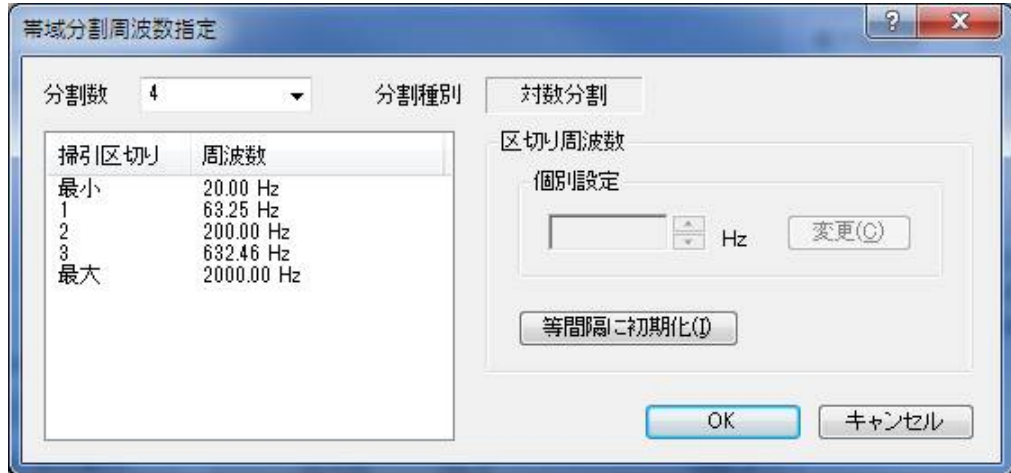 帯域分割周波数指定
分割数 4 分割種別 対数分割
掃引区切り 周波数
最小 20.00 Hz
1 63.25 Hz
2 200.00 Hz
3 632.46 Hz
最大 2000.00 Hz
区切り周波数
個別設定
Hz 変更(C)
等間隔に初期化(I)
OK キャンセル